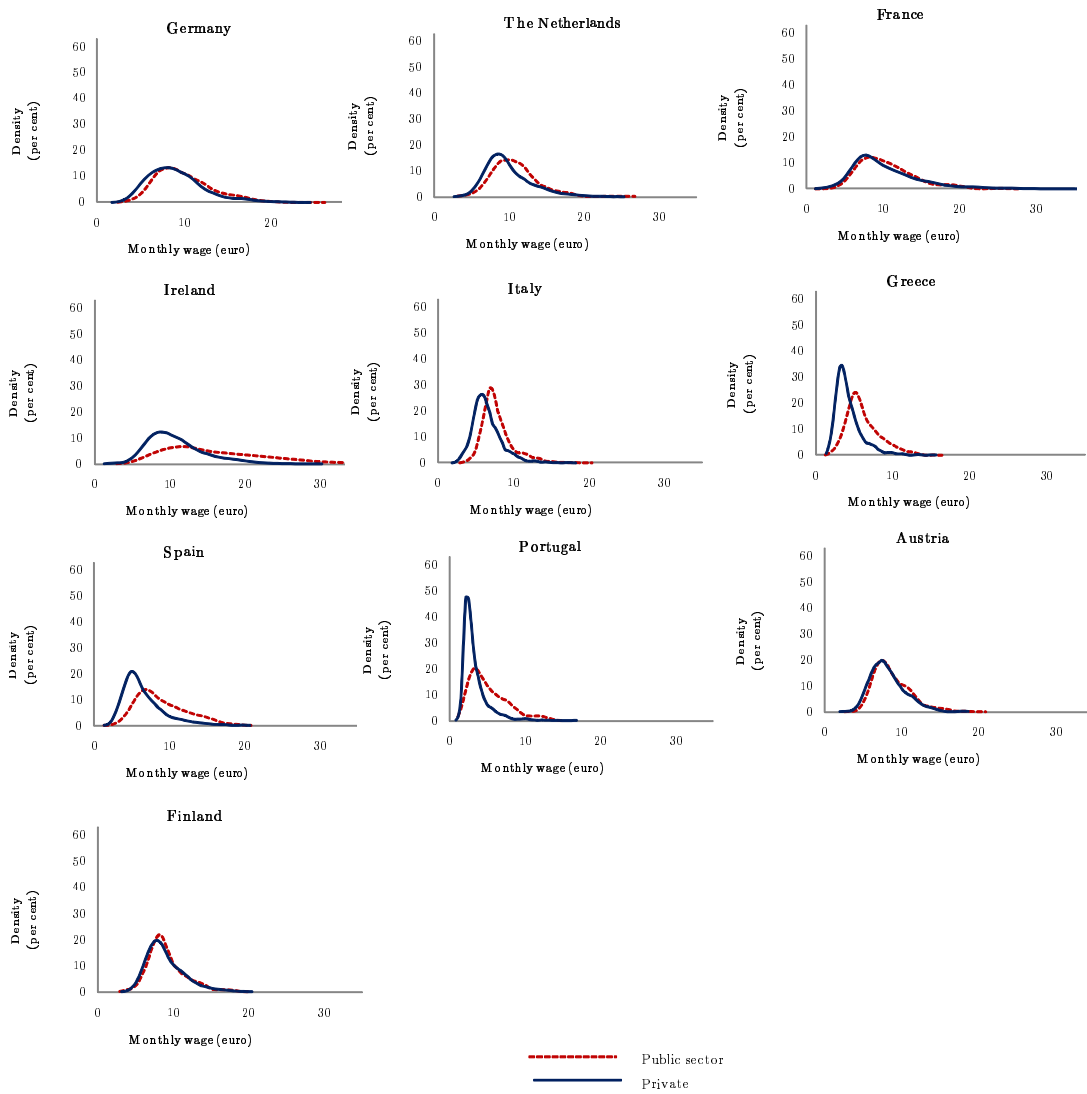 Germany
60
50
40
30
20
10
0
0
10
20
Density
(per cent)
Monthly wage (euro)
The Netherlands
60
50
40
30
20
10
0
0
10
20
30
Density
(per cent)
Monthly wage (euro)
France
60
50
40
30
20
10
0
0
10
20
30
Density
(per cent)
Monthly wage (euro)
Ireland
60
50
40
30
20
10
0
0
10
20
30
Density
(per cent)
Monthly wage (euro)
Italy
60
50
40
30
20
10
0
0
10
20
30
Density
(per cent)
Monthly wage (euro)
Greece
60
50
40
30
20
10
0
0
10
20
30
Density
(per cent)
Monthly wage (euro)
Spain
60
50
40
30
20
10
0
0
10
20
30
Density
(per cent)
Monthly wage (euro)
Portugal
60
50
40
30
20
10
0
0
10
20
30
Density
(per cent)
Monthly wage (euro)
Austria
60
50
40
30
20
10
0
0
10
20
30
Density
(per cent)
Monthly wage (euro)
Finland
60
50
40
30
20
10
0
0
10
20
30
Density
(per cent)
Monthly wage (euro)
Public sector
Private